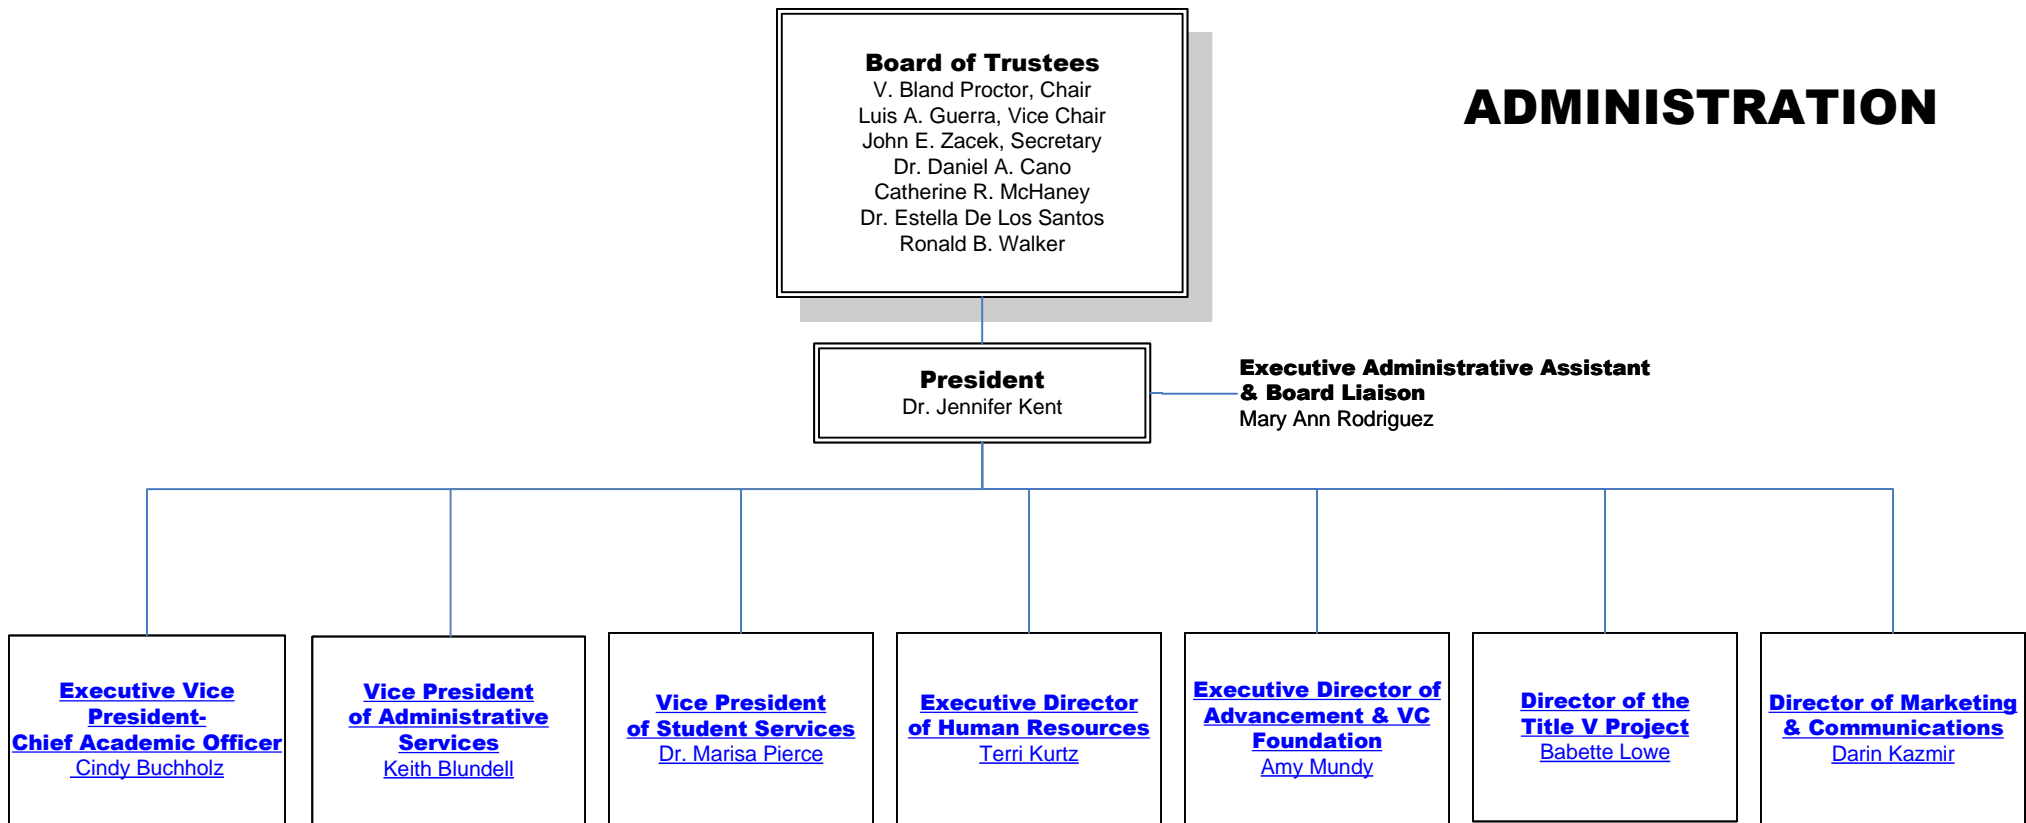 Board of Trustees
V. Bland Proctor, Chair
Luis A. Guerra, Vice Chair
John E. Zacek, Secretary
Dr. Daniel A. Cano
Catherine R. McHaney
Dr. Estella De Los Santos
Ronald B. Walker
ADMINISTRATION
President
Dr. Jennifer Kent
Executive Administrative Assistant
& Board Liaison
Mary Ann Rodriguez
Executive Vice
President-
Chief Academic Officer
Cindy Buchholz
Vice President
of Administrative
Services
Keith Blundell
Vice President
of Student Services
Dr. Marisa Pierce
Executive Director
of Human Resources
Terri Kurtz
Executive Director of
Advancement & VC
Foundation
Amy Mundy
Director of the
Title V Project
Babette Lowe
Director of Marketing
& Communications
Darin Kazmir